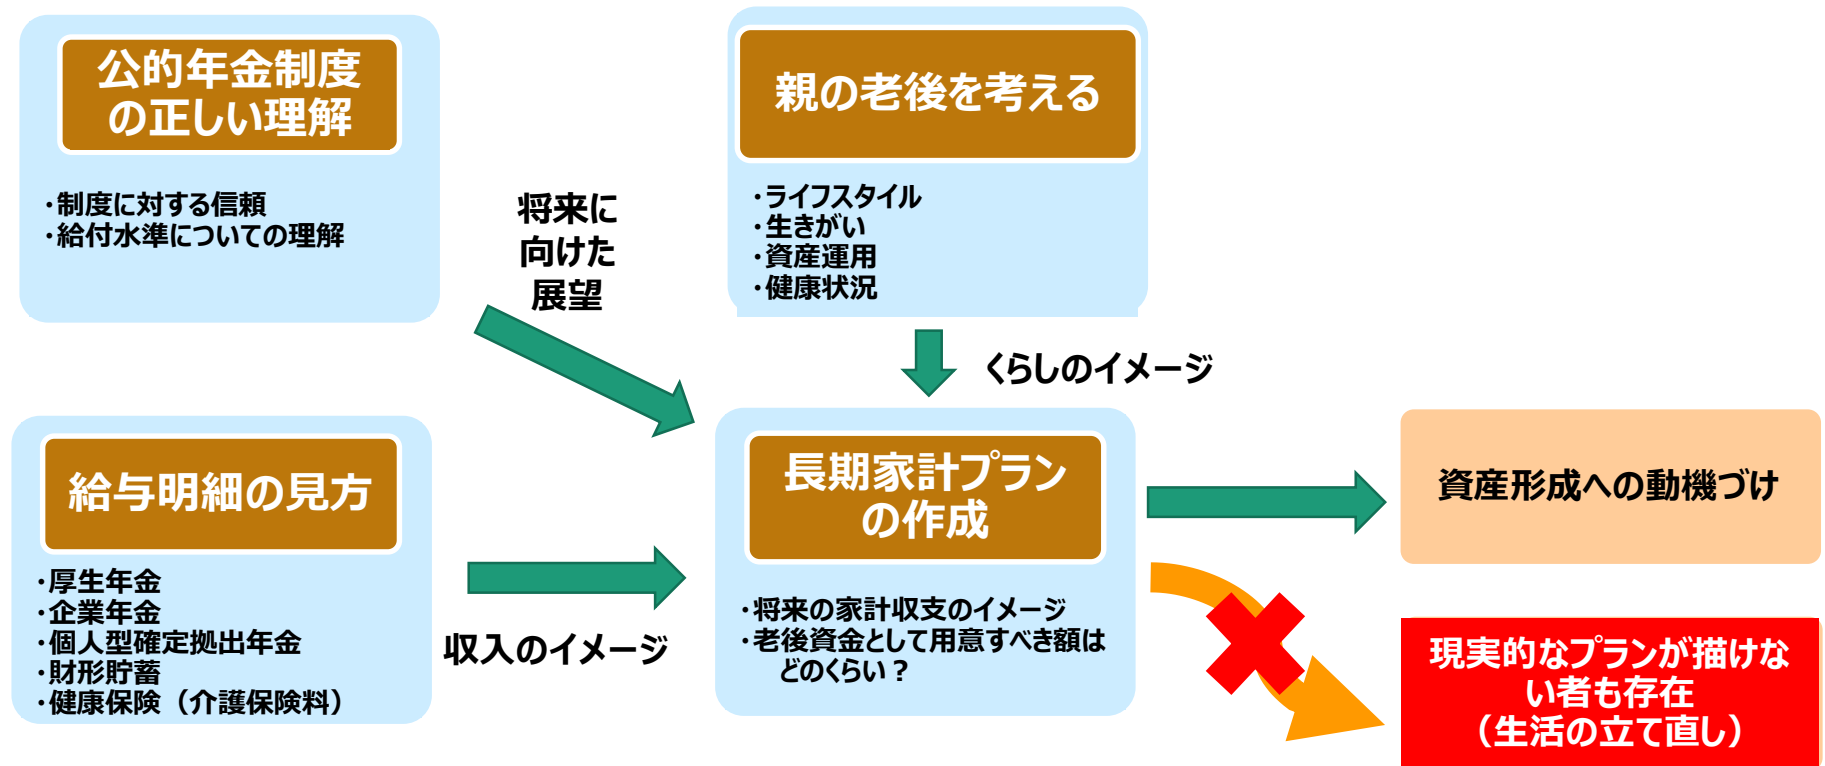 公的年金制度
の正しい理解
・制度に対する信頼
・給付水準についての理解
将来に
向けた
展望
親の老後を考える
・ライフスタイル
・生きがい
・資産運用
・健康状況
くらしのイメージ
給与明細の見方
・厚生年金
・企業年金
・個人型確定拠出年金
・財形貯蓄
・健康保険（介護保険料）
収入のイメージ
長期家計プラン
の作成
・将来の家計収支のイメージ
・老後資金として用意すべき額は
どのくらい？
資産形成への動機づけ
現実的なプランが描けな
い者も存在
（生活の立て直し）